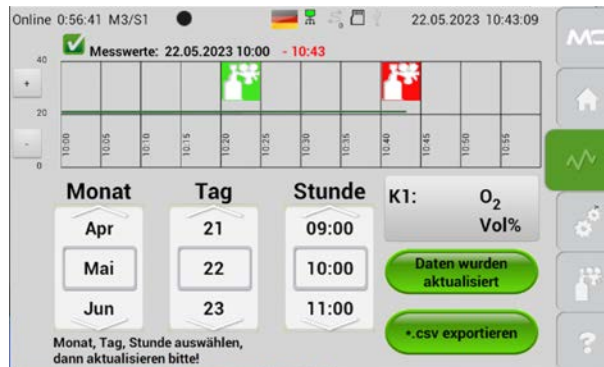 Online 0:56:41 M3/S1
22.05.2023 10:43:09
MC
Messwerte: 22.05.2023 10:00 - 10:43
40
+
20
-
0
10:00 10:05 10:10 10:15 10:20 10:25 10:30 10:35 10:40 10:45 10:50 10:55
Monat Tag Stunde
K1: O₂
Vol%
Apr 21 09:00
Mai 22 10:00
Jun 23 11:00
Daten wurden
aktualisiert
*.csv exportieren
Monat, Tag, Stunde auswählen,
dann aktualisieren bitte!
?